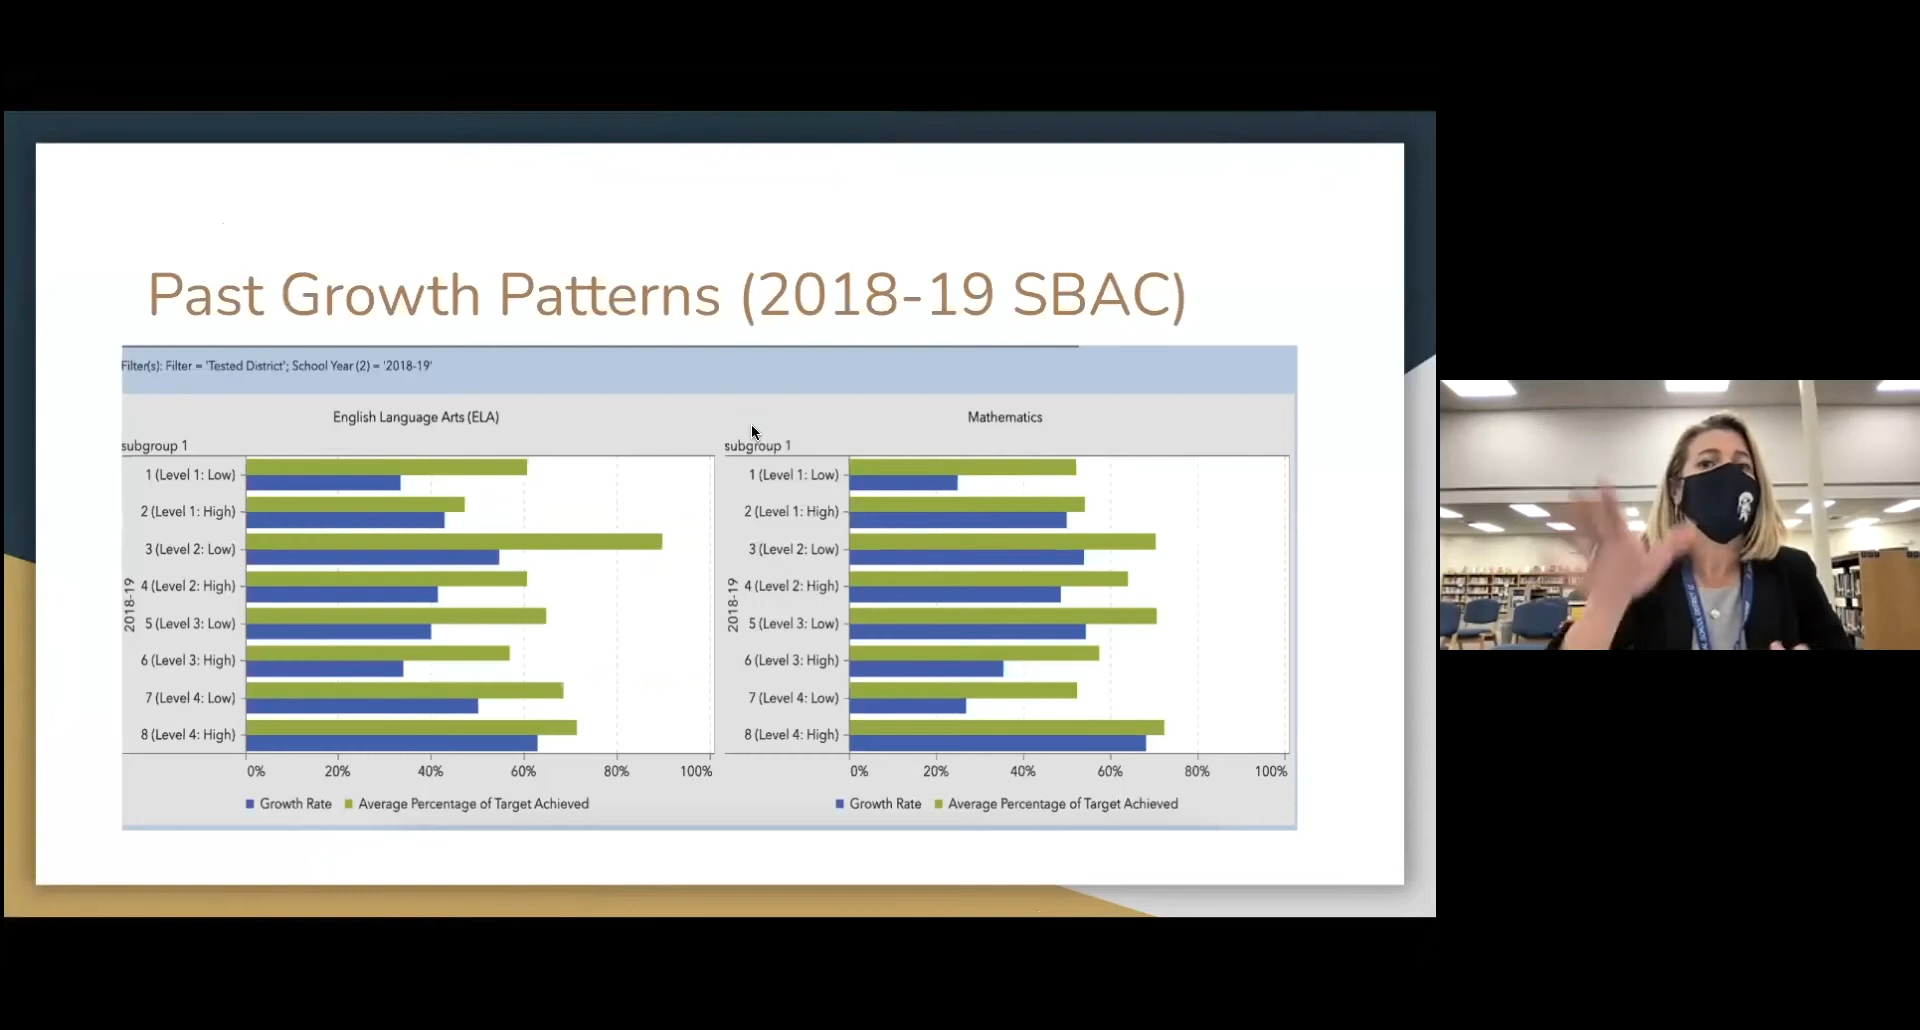 Past Growth Patterns (2018-19 SBAC)
Filter(s): Filter = 'Tested District'; School Year (2) = '2018-19'
English Language Arts (ELA)
subgroup 1
2018-19
1 (Level 1: Low)
2 (Level 1: High)
3 (Level 2: Low)
4 (Level 2: High)
5 (Level 3: Low)
6 (Level 3: High)
7 (Level 4: Low)
8 (Level 4: High)
0% 20% 40% 60% 80% 100%
Growth Rate Average Percentage of Target Achieved
Mathematics
subgroup 1
2018-19
1 (Level 1: Low)
2 (Level 1: High)
3 (Level 2: Low)
4 (Level 2: High)
5 (Level 3: Low)
6 (Level 3: High)
7 (Level 4: Low)
8 (Level 4: High)
0% 20% 40% 60% 80% 100%
Growth Rate Average Percentage of Target Achieved